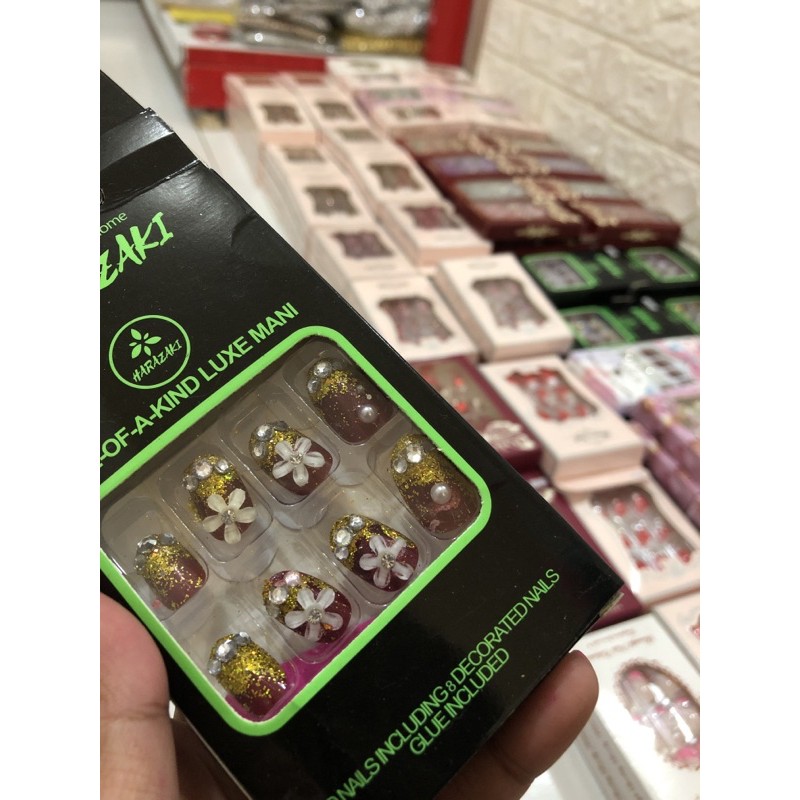 ome
ZAKI
HARAZAKI
-OF-A-KIND LUXE MANI
NAILS INCLUDING 8 DECORATED NAILS
GLUE INCLUDED